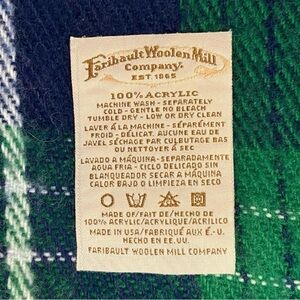 Faribault Woolen Mill
Company.
EST. 1865
100% ACRYLIC
MACHINE WASH - SEPARATELY
COLD - GENTLE NO BLEACH
TUMBLE DRY - LOW OR DRY CLEAN
LAVER À LA MACHINE - SÉPARÉMENT
FROID - DÉLICAT. AUCUNE EAU DE
JAVEL SÉCHAGE PAR CULBUTAGE BAS
OU NETTOYER À SEC
LAVADO A MÁQUINA - SEPARADAMENTE
AGUA FRIA - CICLO DELICADO SIN
BLANQUEADOR SECAR A MÁQUINA
CALOR BAJO O LIMPIEZA EN SECO
MADE OF/FAIT DE/HECHO DE
100% ACRYLIC/ACRYLIQUE/ACRÍLICO
MADE IN USA/FABRIQUÉ AUX É.-U.
HECHO EN EE.UU.
FARIBAULT WOOLEN MILL COMPANY